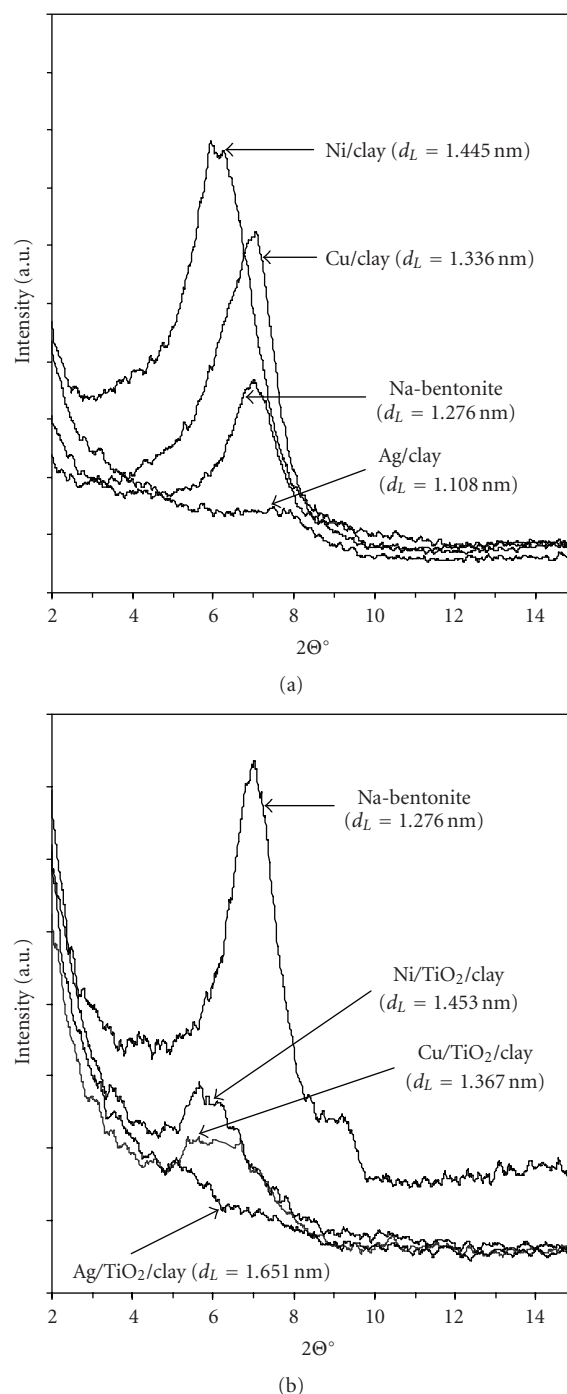 Intensity (a.u.)
Ni/clay (d_L = 1.445 nm)
Cu/clay (d_L = 1.336 nm)
Na-bentonite
(d_L = 1.276 nm)
Ag/clay
(d_L = 1.108 nm)
2 4 6 8 10 12 14
2Θ°
(a)
Intensity (a.u.)
Na-bentonite
(d_L = 1.276 nm)
Ni/TiO₂/clay
(d_L = 1.453 nm)
Cu/TiO₂/clay
(d_L = 1.367 nm)
Ag/TiO₂/clay (d_L = 1.651 nm)
2 4 6 8 10 12 14
2Θ°
(b)